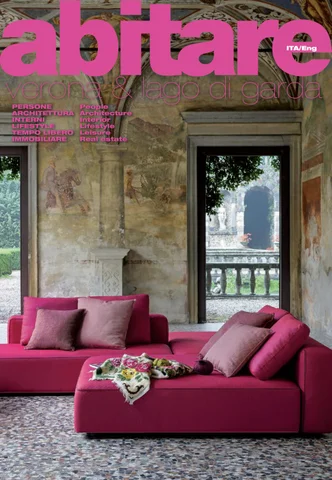 abitare
ITA/Eng
verona & lago di garda
PERSONE People
ARCHITETTURA Architecture
INTERNI Interior
LIFESTYLE Lifestyle
TEMPO LIBERO Leisure
IMMOBILIARE Real estate